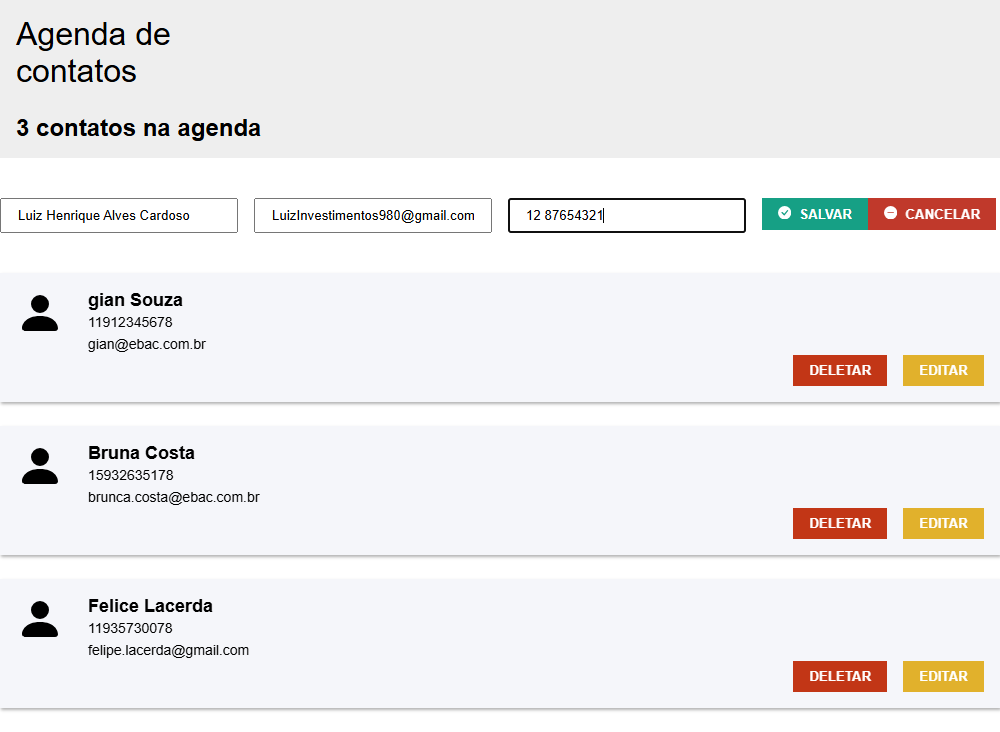 Agenda de
contatos
3 contatos na agenda
Luiz Henrique Alves Cardoso LuizInvestimentos980@gmail.com 12 87654321 SALVAR CANCELAR
gian Souza
11912345678
gian@ebac.com.br
DELETAR EDITAR
Bruna Costa
15932635178
brunca.costa@ebac.com.br
DELETAR EDITAR
Felice Lacerda
11935730078
felipe.lacerda@gmail.com
DELETAR EDITAR